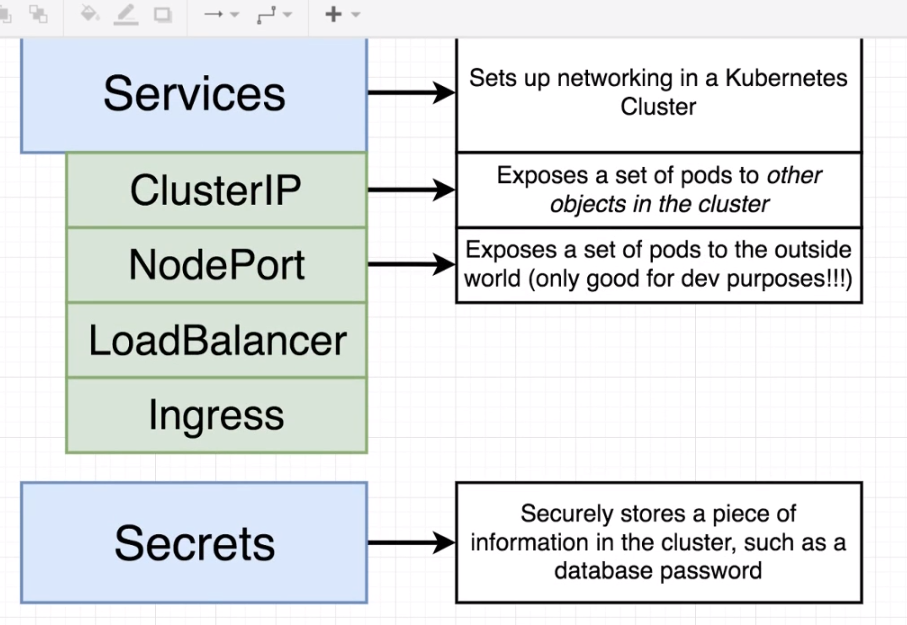 Services
Sets up networking in a Kubernetes
Cluster
ClusterIP
Exposes a set of pods to other
objects in the cluster
NodePort
Exposes a set of pods to the outside
world (only good for dev purposes!!!)
LoadBalancer
Ingress
Secrets
Securely stores a piece of
information in the cluster, such as a
database password